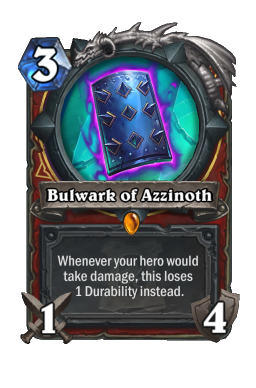 3
Bulwark of Azzinoth
Whenever your hero would
take damage, this loses
1 Durability instead.
1
4